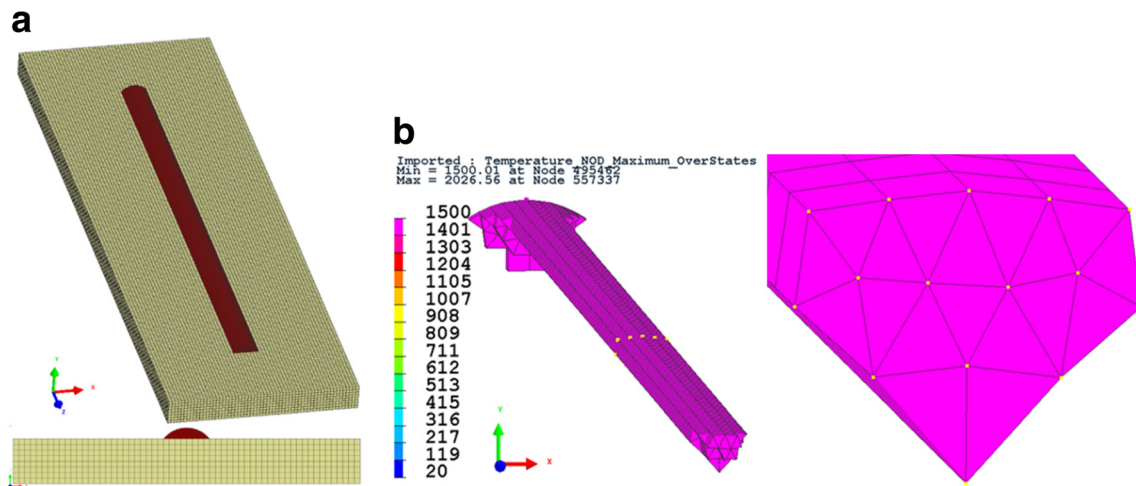 a
Y
X
Z
b
Imported : Temperature_NOD_Maximum_OverStates
Min = 1500.01 at Node 495462
Max = 2026.56 at Node 557337
1500
1401
1303
1204
1105
1007
908
809
711
612
513
415
316
217
119
20
Y
X